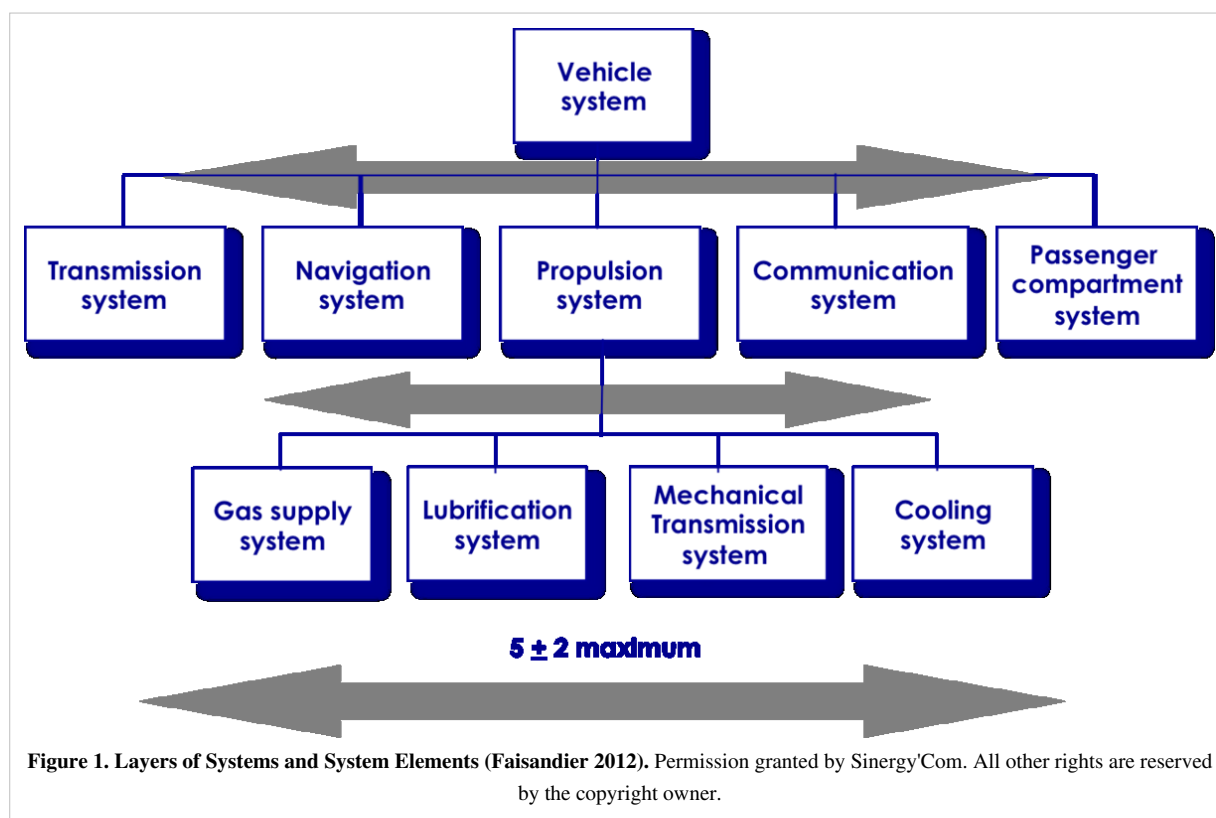 Vehicle
system
Transmission
system
Navigation
system
Propulsion
system
Communication
system
Passenger
compartment
system
Gas supply
system
Lubrification
system
Mechanical
Transmission
system
Cooling
system
5 ± 2 maximum
Figure 1. Layers of Systems and System Elements (Faisandier 2012). Permission granted by Sinergy'Com. All other rights are reserved
by the copyright owner.